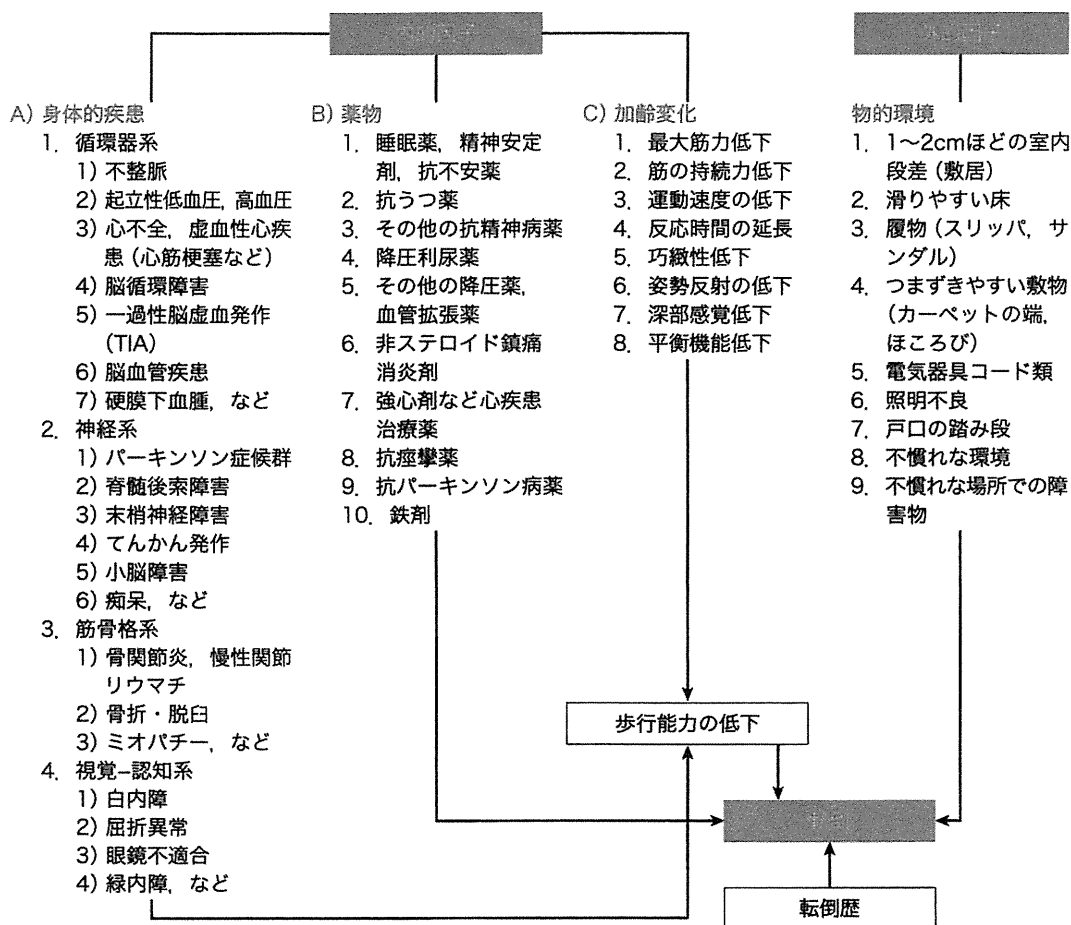 A) 身体的疾患
1. 循環器系
1) 不整脈
2) 起立性低血圧, 高血圧
3) 心不全, 虚血性心疾
患 (心筋梗塞など)
4) 脳循環障害
5) 一過性脳虚血発作
(TIA)
6) 脳血管疾患
7) 硬膜下血腫, など
2. 神経系
1) パーキンソン症候群
2) 脊髄後索障害
3) 末梢神経障害
4) てんかん発作
5) 小脳障害
6) 痴呆, など
3. 筋骨格系
1) 骨関節炎, 慢性関節
リウマチ
2) 骨折・脱臼
3) ミオパチー, など
4. 視覚–認知系
1) 白内障
2) 屈折異常
3) 眼鏡不適合
4) 緑内障, など
B) 薬物
1. 睡眠薬, 精神安定
剤, 抗不安薬
2. 抗うつ薬
3. その他の抗精神病薬
4. 降圧利尿薬
5. その他の降圧薬,
血管拡張薬
6. 非ステロイド鎮痛
消炎剤
7. 強心剤など心疾患
治療薬
8. 抗痙攣薬
9. 抗パーキンソン病薬
10. 鉄剤
C) 加齢変化
1. 最大筋力低下
2. 筋の持続力低下
3. 運動速度の低下
4. 反応時間の延長
5. 巧緻性低下
6. 姿勢反射の低下
7. 深部感覚低下
8. 平衡機能低下
物的環境
1. 1〜2cmほどの室内
段差 (敷居)
2. 滑りやすい床
3. 履物 (スリッパ, サ
ンダル)
4. つまずきやすい敷物
(カーペットの端,
ほころび)
5. 電気器具コード類
6. 照明不良
7. 戸口の踏み段
8. 不慣れな環境
9. 不慣れな場所での障
害物
歩行能力の低下
転倒歴